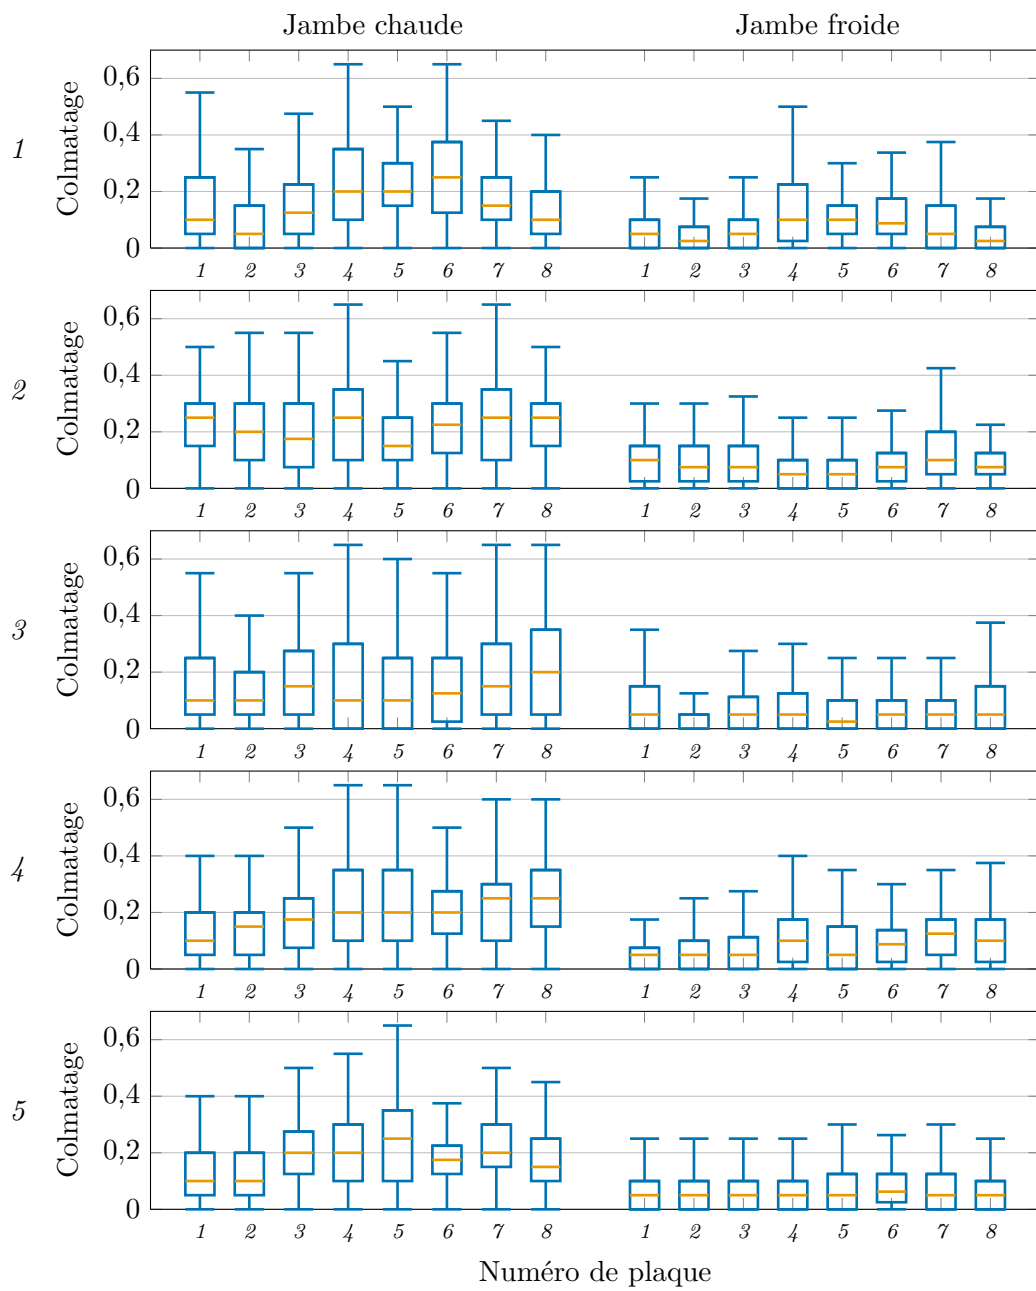 Jambe chaude Jambe froide
1 Colmatage 0,6 0,4 0,2 0
1 2 3 4 5 6 7 8 1 2 3 4 5 6 7 8
2 Colmatage 0,6 0,4 0,2 0
1 2 3 4 5 6 7 8 1 2 3 4 5 6 7 8
3 Colmatage 0,6 0,4 0,2 0
1 2 3 4 5 6 7 8 1 2 3 4 5 6 7 8
4 Colmatage 0,6 0,4 0,2 0
1 2 3 4 5 6 7 8 1 2 3 4 5 6 7 8
5 Colmatage 0,6 0,4 0,2 0
1 2 3 4 5 6 7 8 1 2 3 4 5 6 7 8
Numéro de plaque